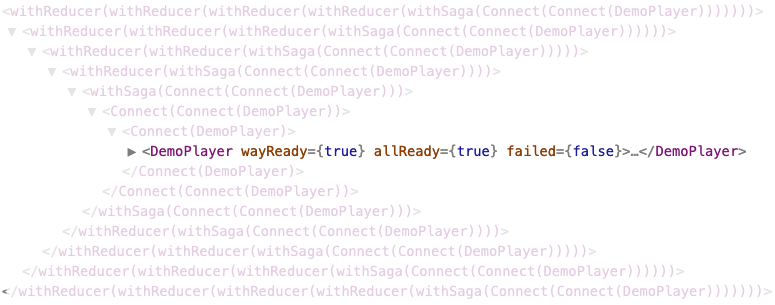 <withReducer(withReducer(withReducer(withReducer(withSaga(Connect(Connect(DemoPlayer)))))))>
▼ <withReducer(withReducer(withReducer(withSaga(Connect(Connect(DemoPlayer))))))>
▼ <withReducer(withReducer(withSaga(Connect(Connect(DemoPlayer)))))>
▼ <withReducer(withSaga(Connect(Connect(DemoPlayer))))>
▼ <withSaga(Connect(Connect(DemoPlayer)))>
▼ <Connect(Connect(DemoPlayer))>
▼ <Connect(DemoPlayer)>
▶ <DemoPlayer wayReady={true} allReady={true} failed={false}>…</DemoPlayer>
</Connect(DemoPlayer)>
</Connect(Connect(DemoPlayer))>
</withSaga(Connect(Connect(DemoPlayer)))>
</withReducer(withSaga(Connect(Connect(DemoPlayer))))>
</withReducer(withReducer(withSaga(Connect(Connect(DemoPlayer)))))>
</withReducer(withReducer(withReducer(withSaga(Connect(Connect(DemoPlayer))))))>
</withReducer(withReducer(withReducer(withReducer(withSaga(Connect(Connect(DemoPlayer)))))))>